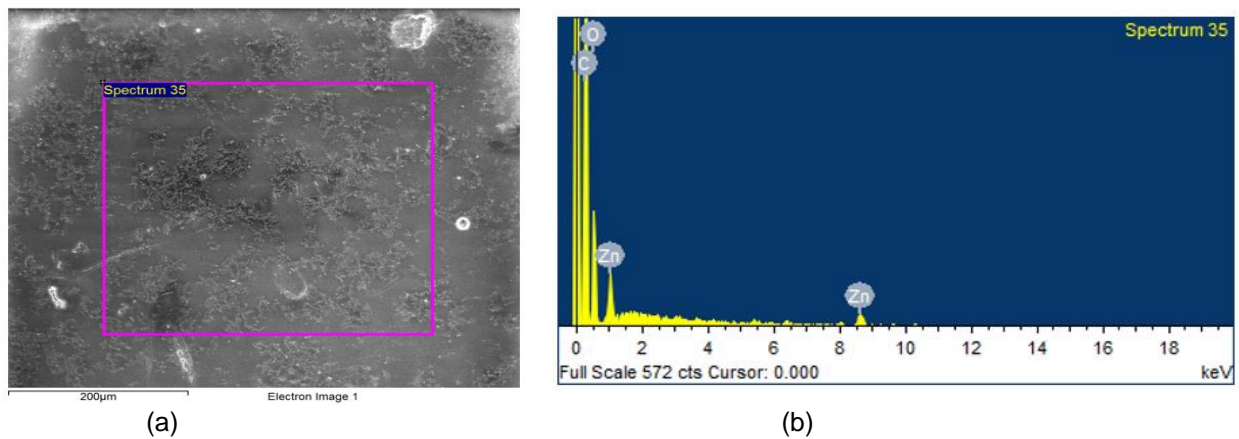 Spectrum 35
200µm
Electron Image 1
(a)
Spectrum 35
O
C
Zn
Zn
0 2 4 6 8 10 12 14 16 18
Full Scale 572 cts Cursor: 0.000
keV
(b)